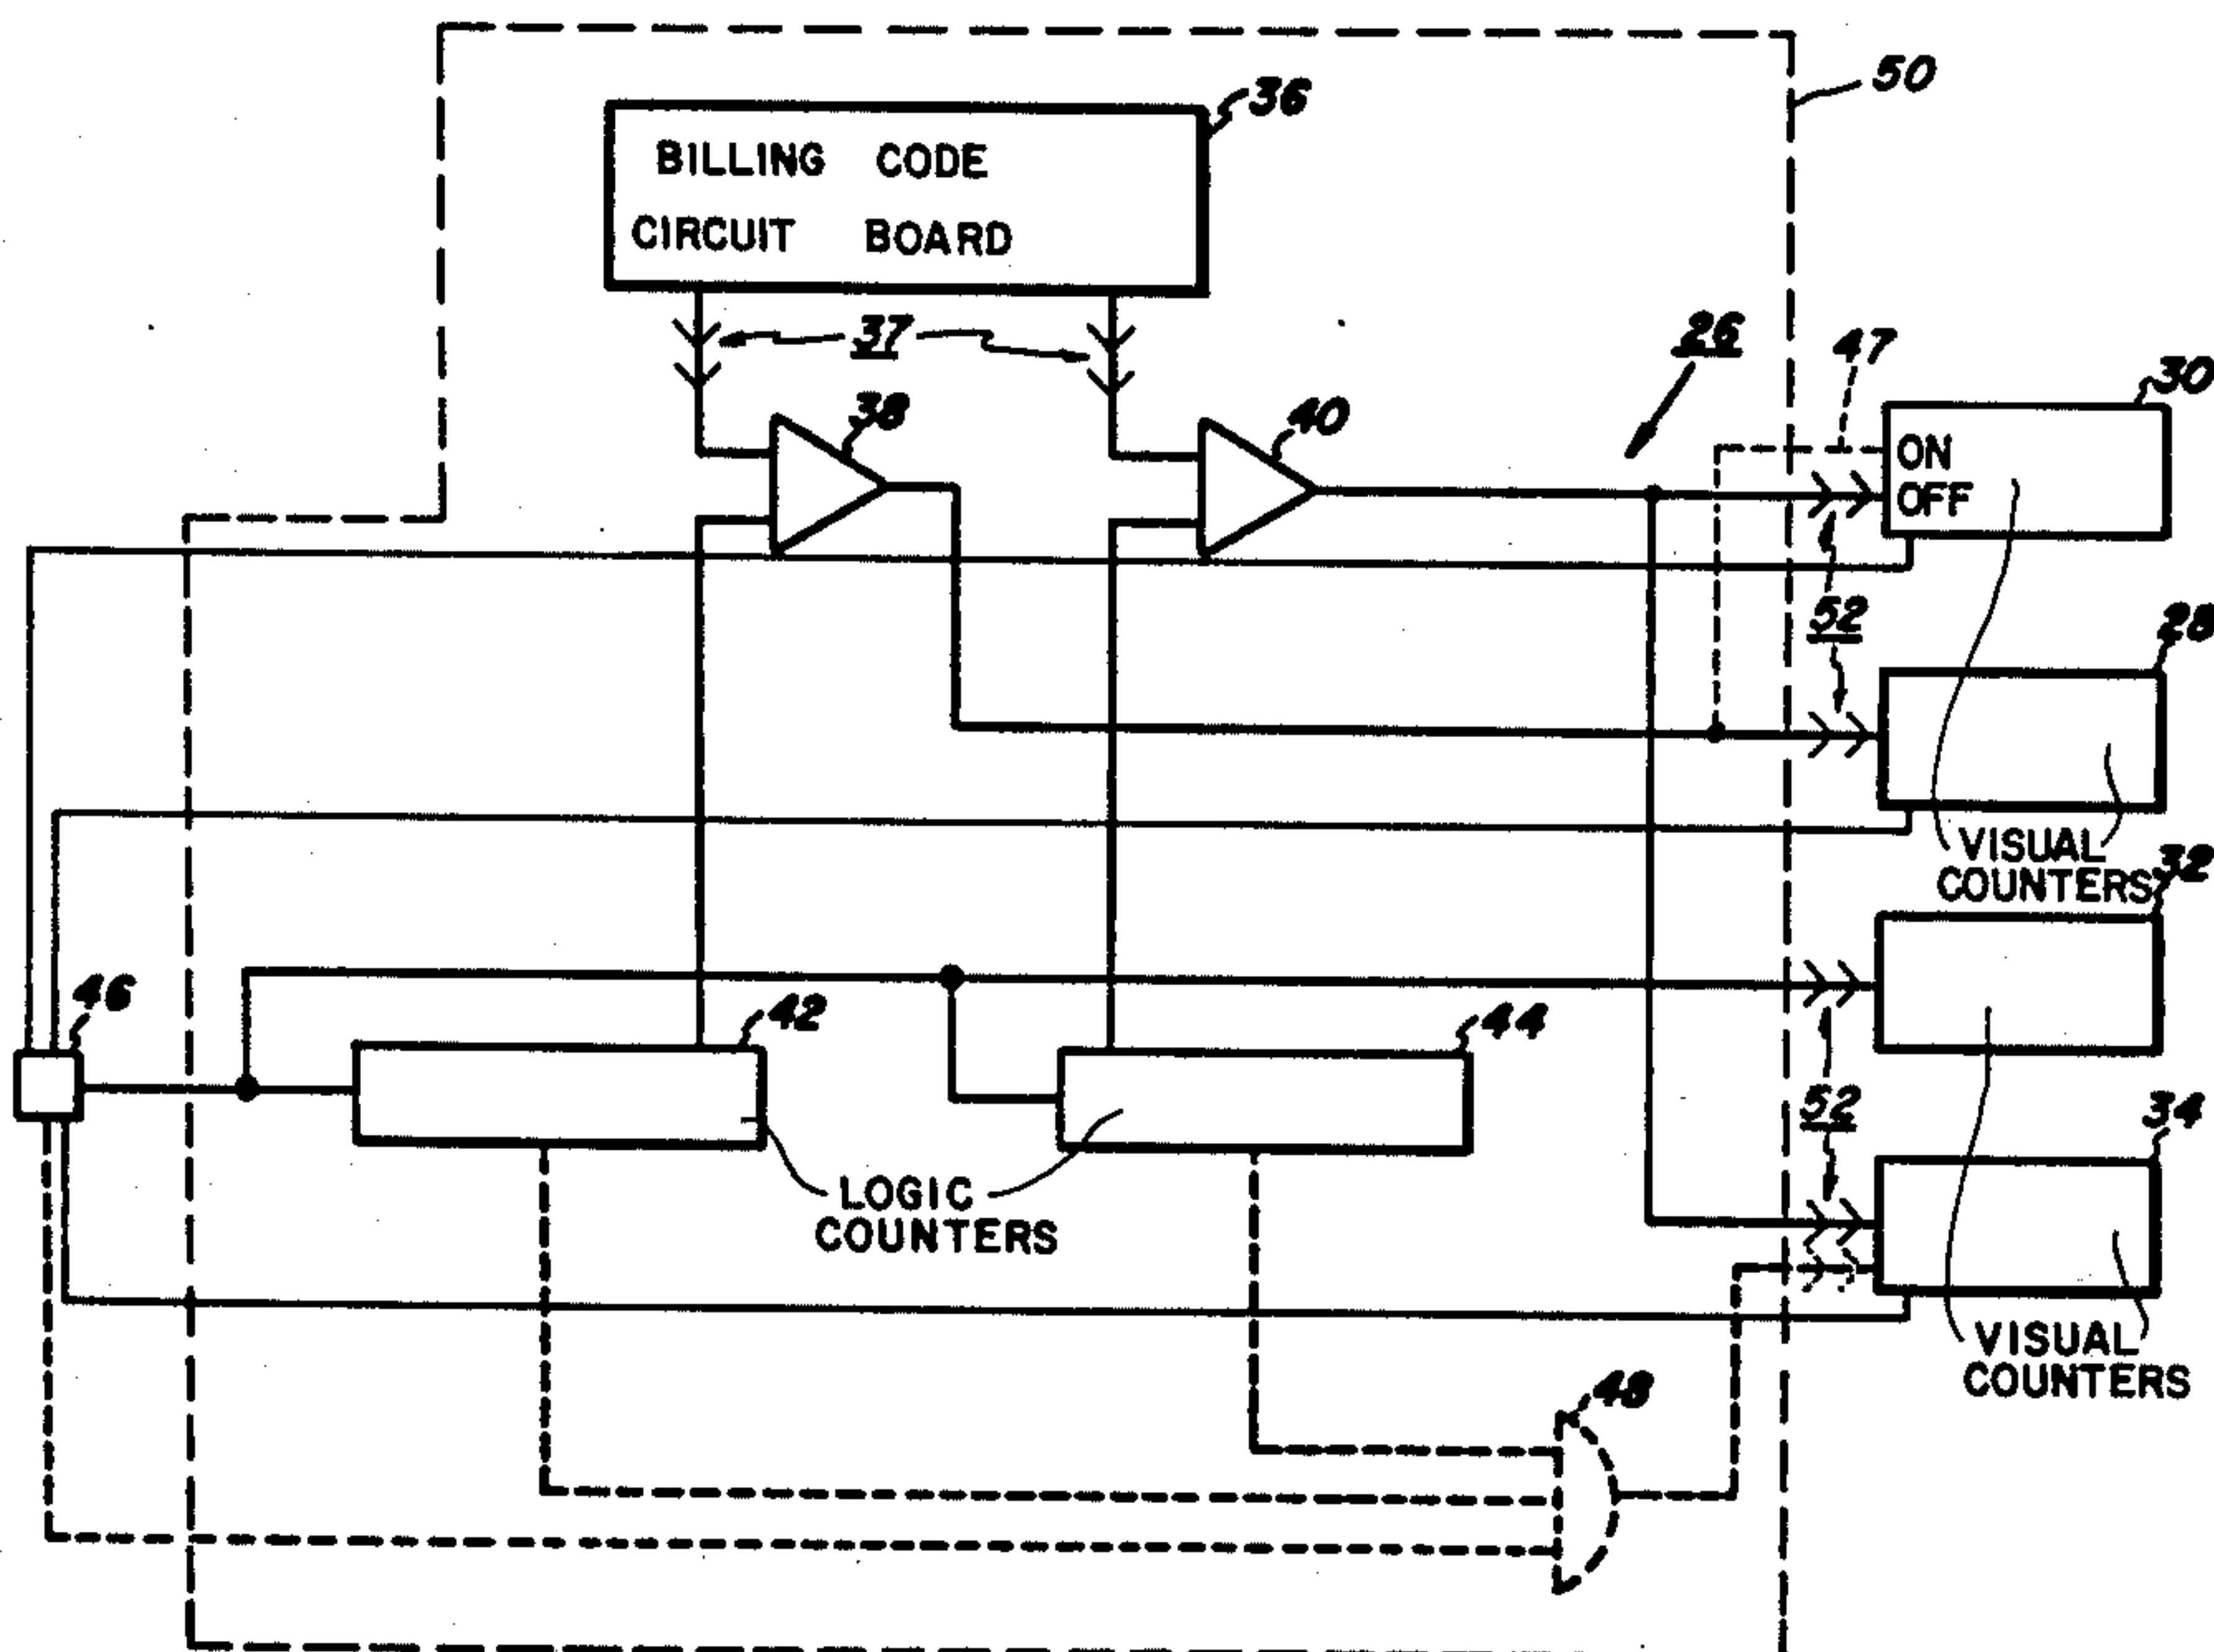 50
36
BILLING CODE
CIRCUIT BOARD
37
26
47
30
38
40
ON
OFF
52
28
VISUAL
COUNTERS
32
46
42
44
52
34
LOGIC
COUNTERS
VISUAL
COUNTERS
48